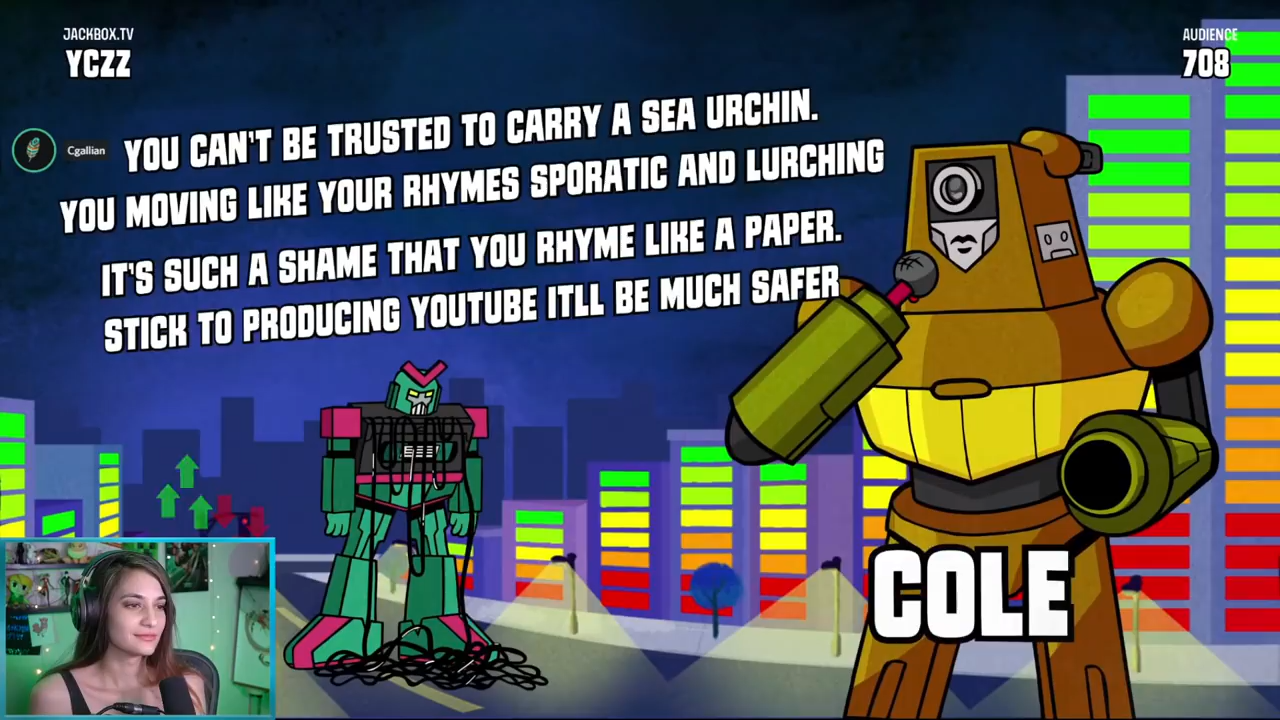 JACKBOX.TV
YCZZ
AUDIENCE
708
Cgallian
YOU CAN'T BE TRUSTED TO CARRY A SEA URCHIN.
YOU MOVING LIKE YOUR RHYMES SPORATIC AND LURCHING
IT'S SUCH A SHAME THAT YOU RHYME LIKE A PAPER.
STICK TO PRODUCING YOUTUBE ITLL BE MUCH SAFER
COLE